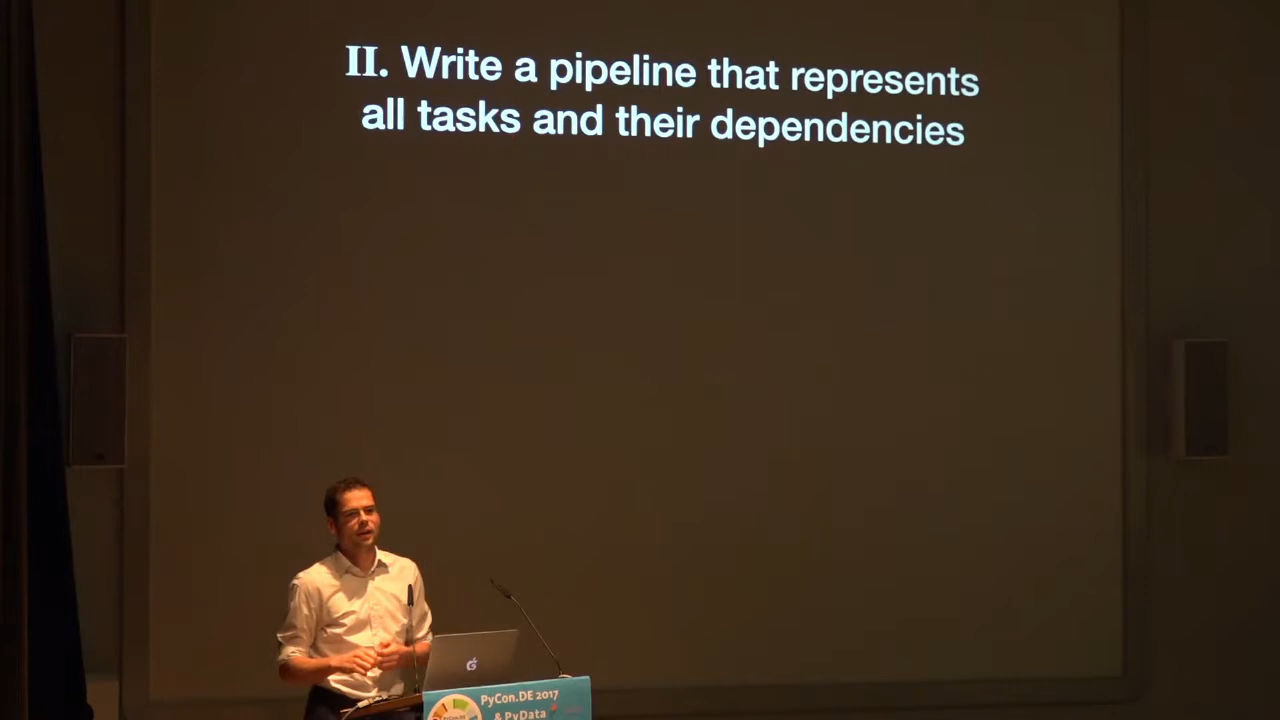 II. Write a pipeline that represents
all tasks and their dependencies
PyCon.DE 2017
& PyData